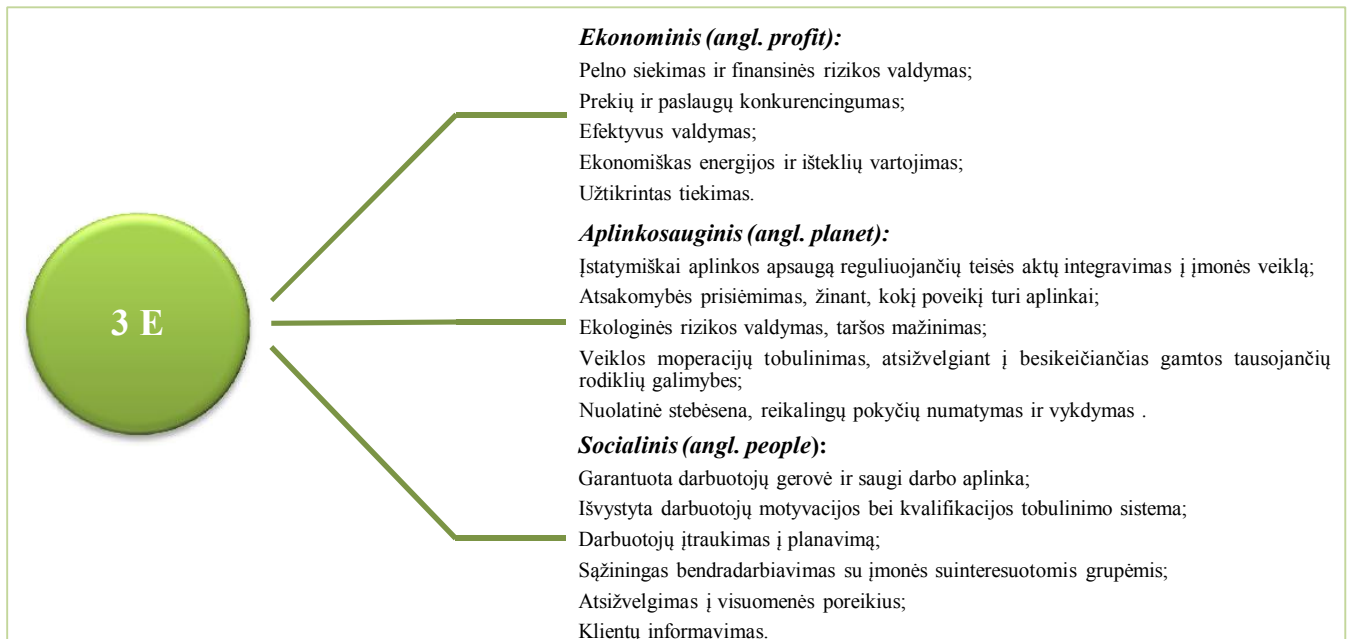 Ekonominis (angl. profit):
Pelno siekimas ir finansinės rizikos valdymas;
Prekių ir paslaugų konkurencingumas;
Efektyvus valdymas;
Ekonomiškas energijos ir išteklių vartojimas;
Užtikrintas tiekimas.
3 E
Aplinkosauginis (angl. planet):
Įstatymiškai aplinkos apsaugą reguliuojančių teisės aktų integravimas į įmonės veiklą;
Atsakomybės prisiėmimas, žinant, kokį poveikį turi aplinkai;
Ekologinės rizikos valdymas, taršos mažinimas;
Veiklos moperacijų tobulinimas, atsižvelgiant į besikeičiančias gamtos tausojančių
rodiklių galimybes;
Nuolatinė stebėsena, reikalingų pokyčių numatymas ir vykdymas .
Socialinis (angl. people):
Garantuota darbuotojų gerovė ir saugi darbo aplinka;
Išvystyta darbuotojų motyvacijos bei kvalifikacijos tobulinimo sistema;
Darbuotojų įtraukimas į planavimą;
Sąžiningas bendradarbiavimas su įmonės suinteresuotomis grupėmis;
Atsižvelgimas į visuomenės poreikius;
Klientų informavimas.